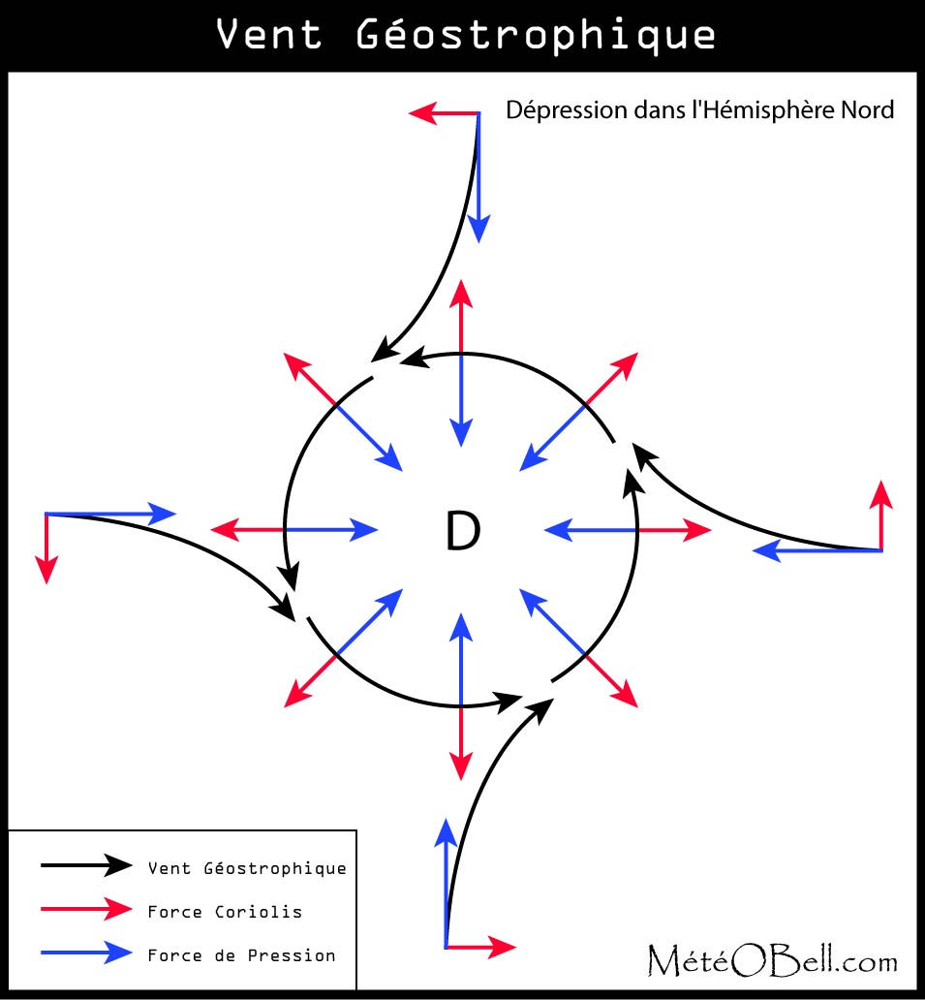 Vent Géostrophique
Dépression dans l'Hémisphère Nord
D
Vent Géostrophique
Force Coriolis
Force de Pression
MétéOBell.com